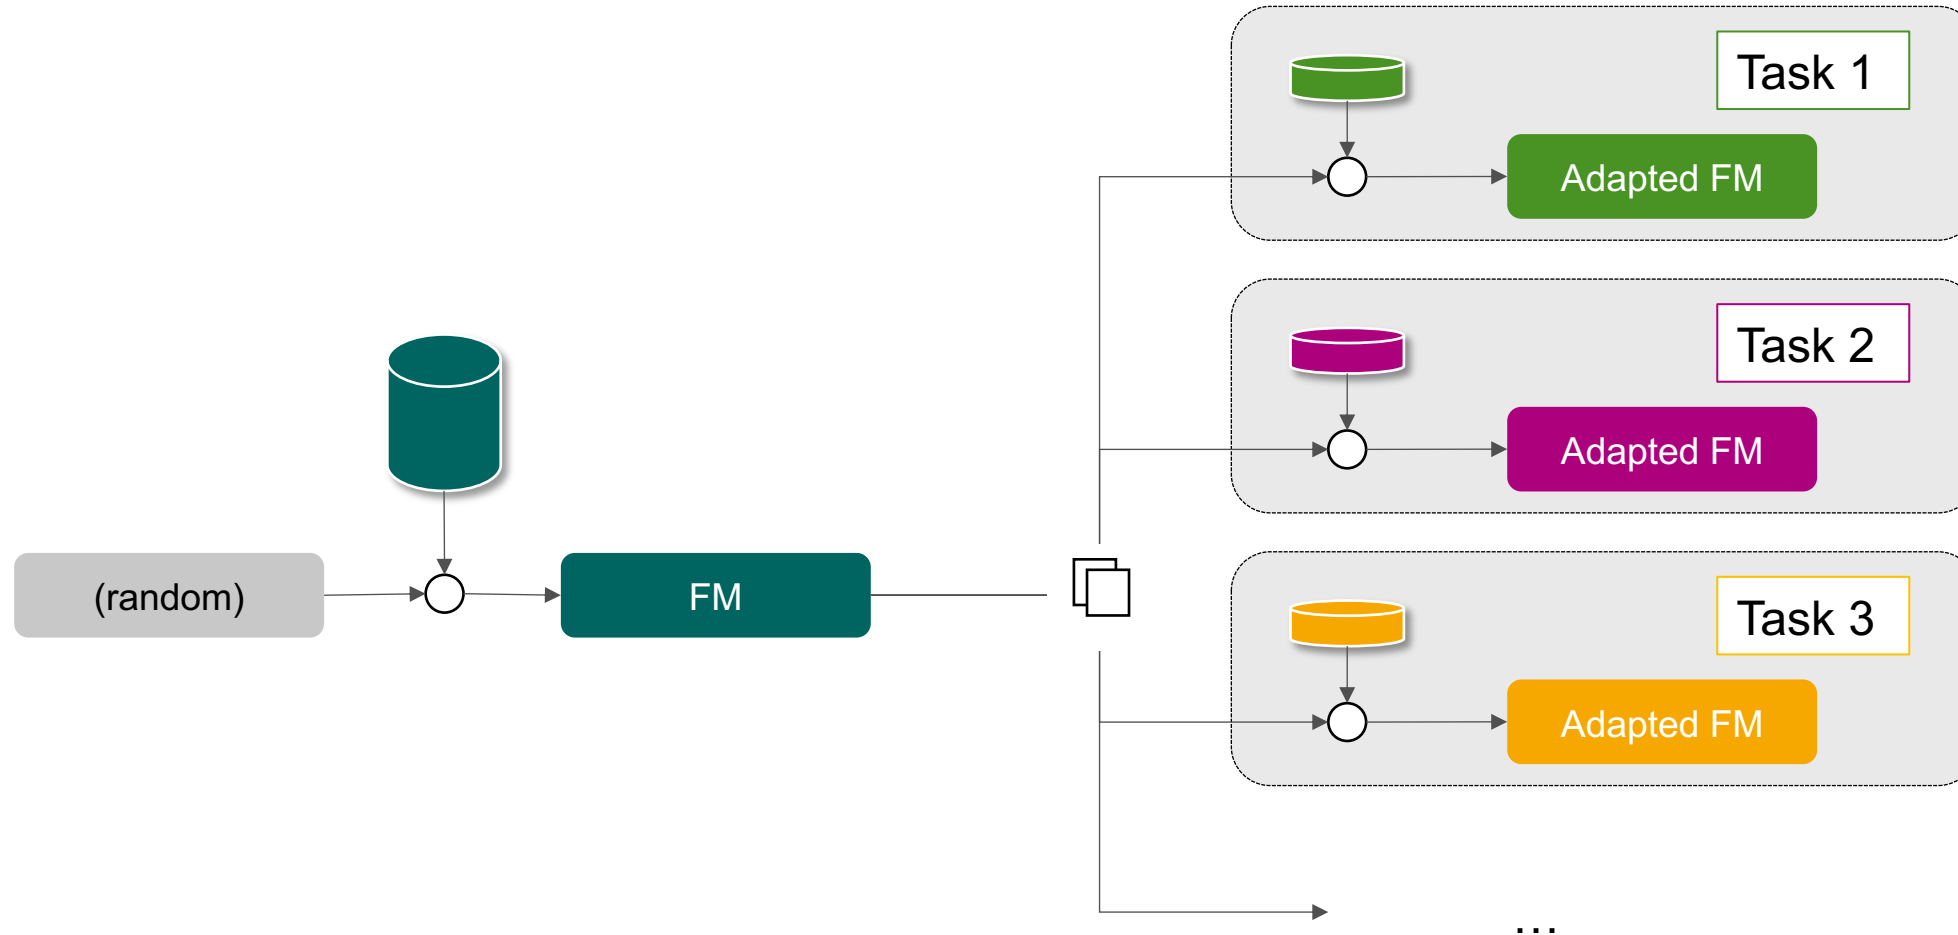 (random)
FM
Task 1
Adapted FM
Task 2
Adapted FM
Task 3
Adapted FM
...